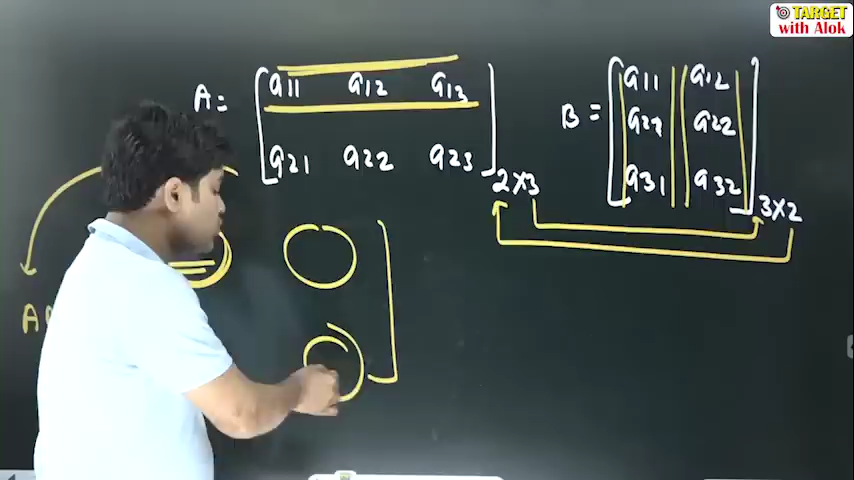 TARGET
with Alok
A = [ a11 a12 a13
a21 a22 a23 ] 2×3
B = [ a11 a12
a21 a22
a31 a32 ] 3×2